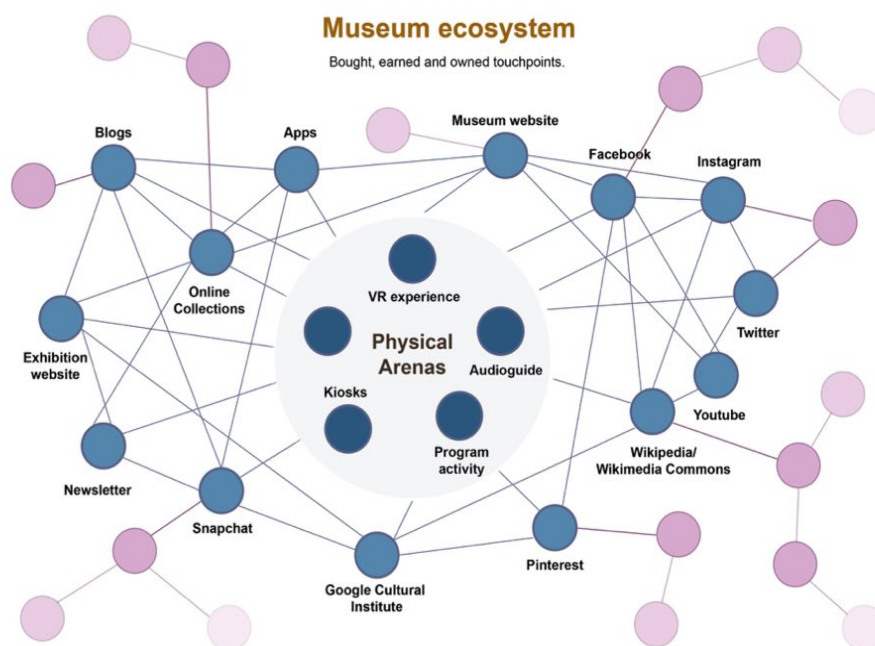 Museum ecosystem
Bought, earned and owned touchpoints.
Blogs
Apps
Museum website
Facebook
Instagram
VR experience
Online
Collections
Physical
Arenas
Audioguide
Twitter
Exhibition
website
Kiosks
Youtube
Program
activity
Wikipedia/
Wikimedia Commons
Newsletter
Snapchat
Google Cultural
Institute
Pinterest